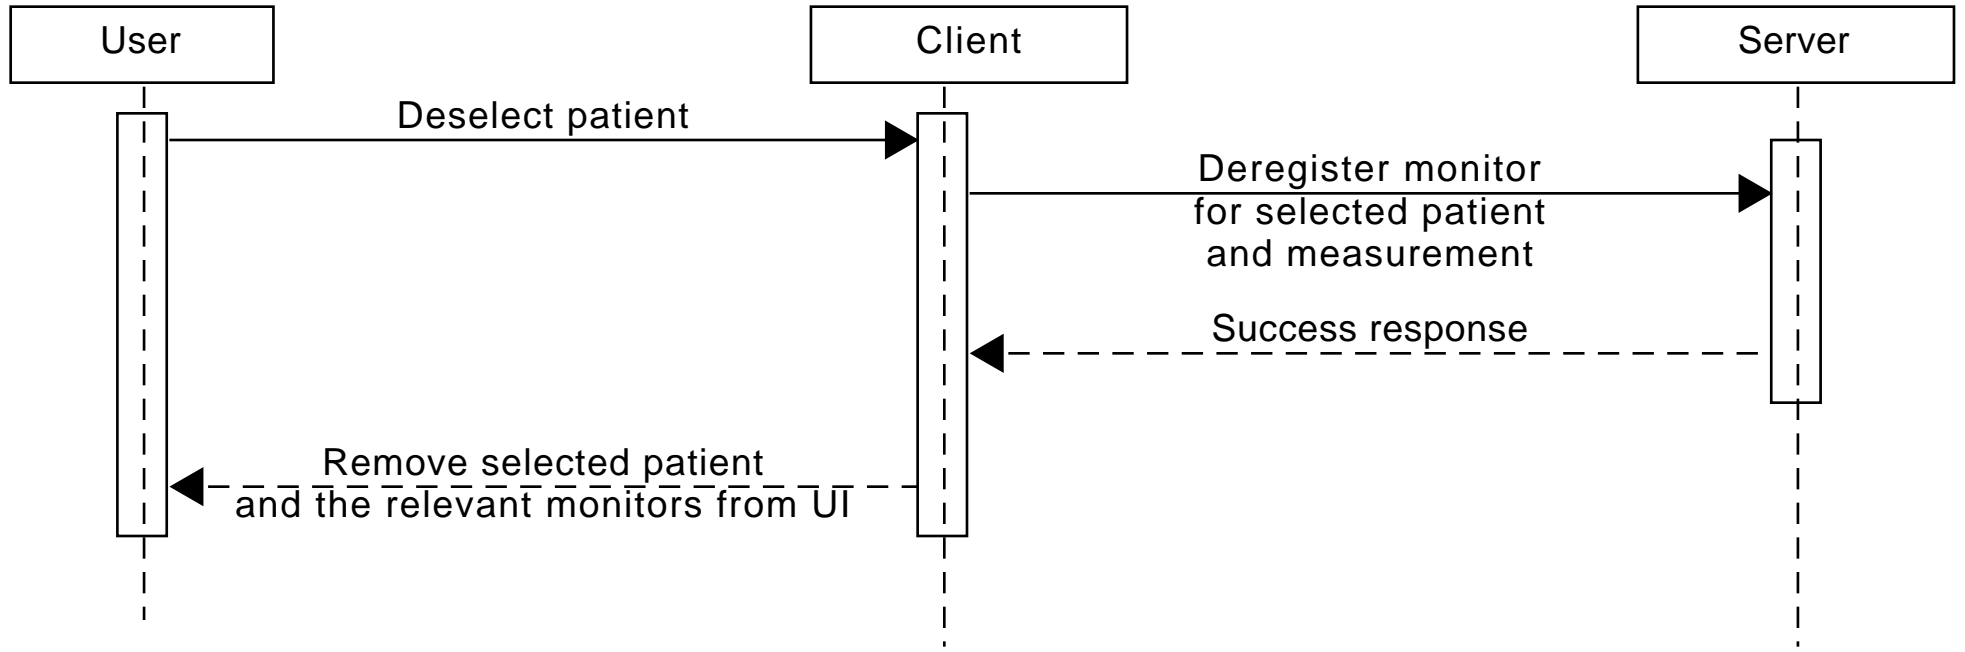 User
Client
Server
Deselect patient
Deregister monitor
for selected patient
and measurement
Success response
Remove selected patient
and the relevant monitors from UI